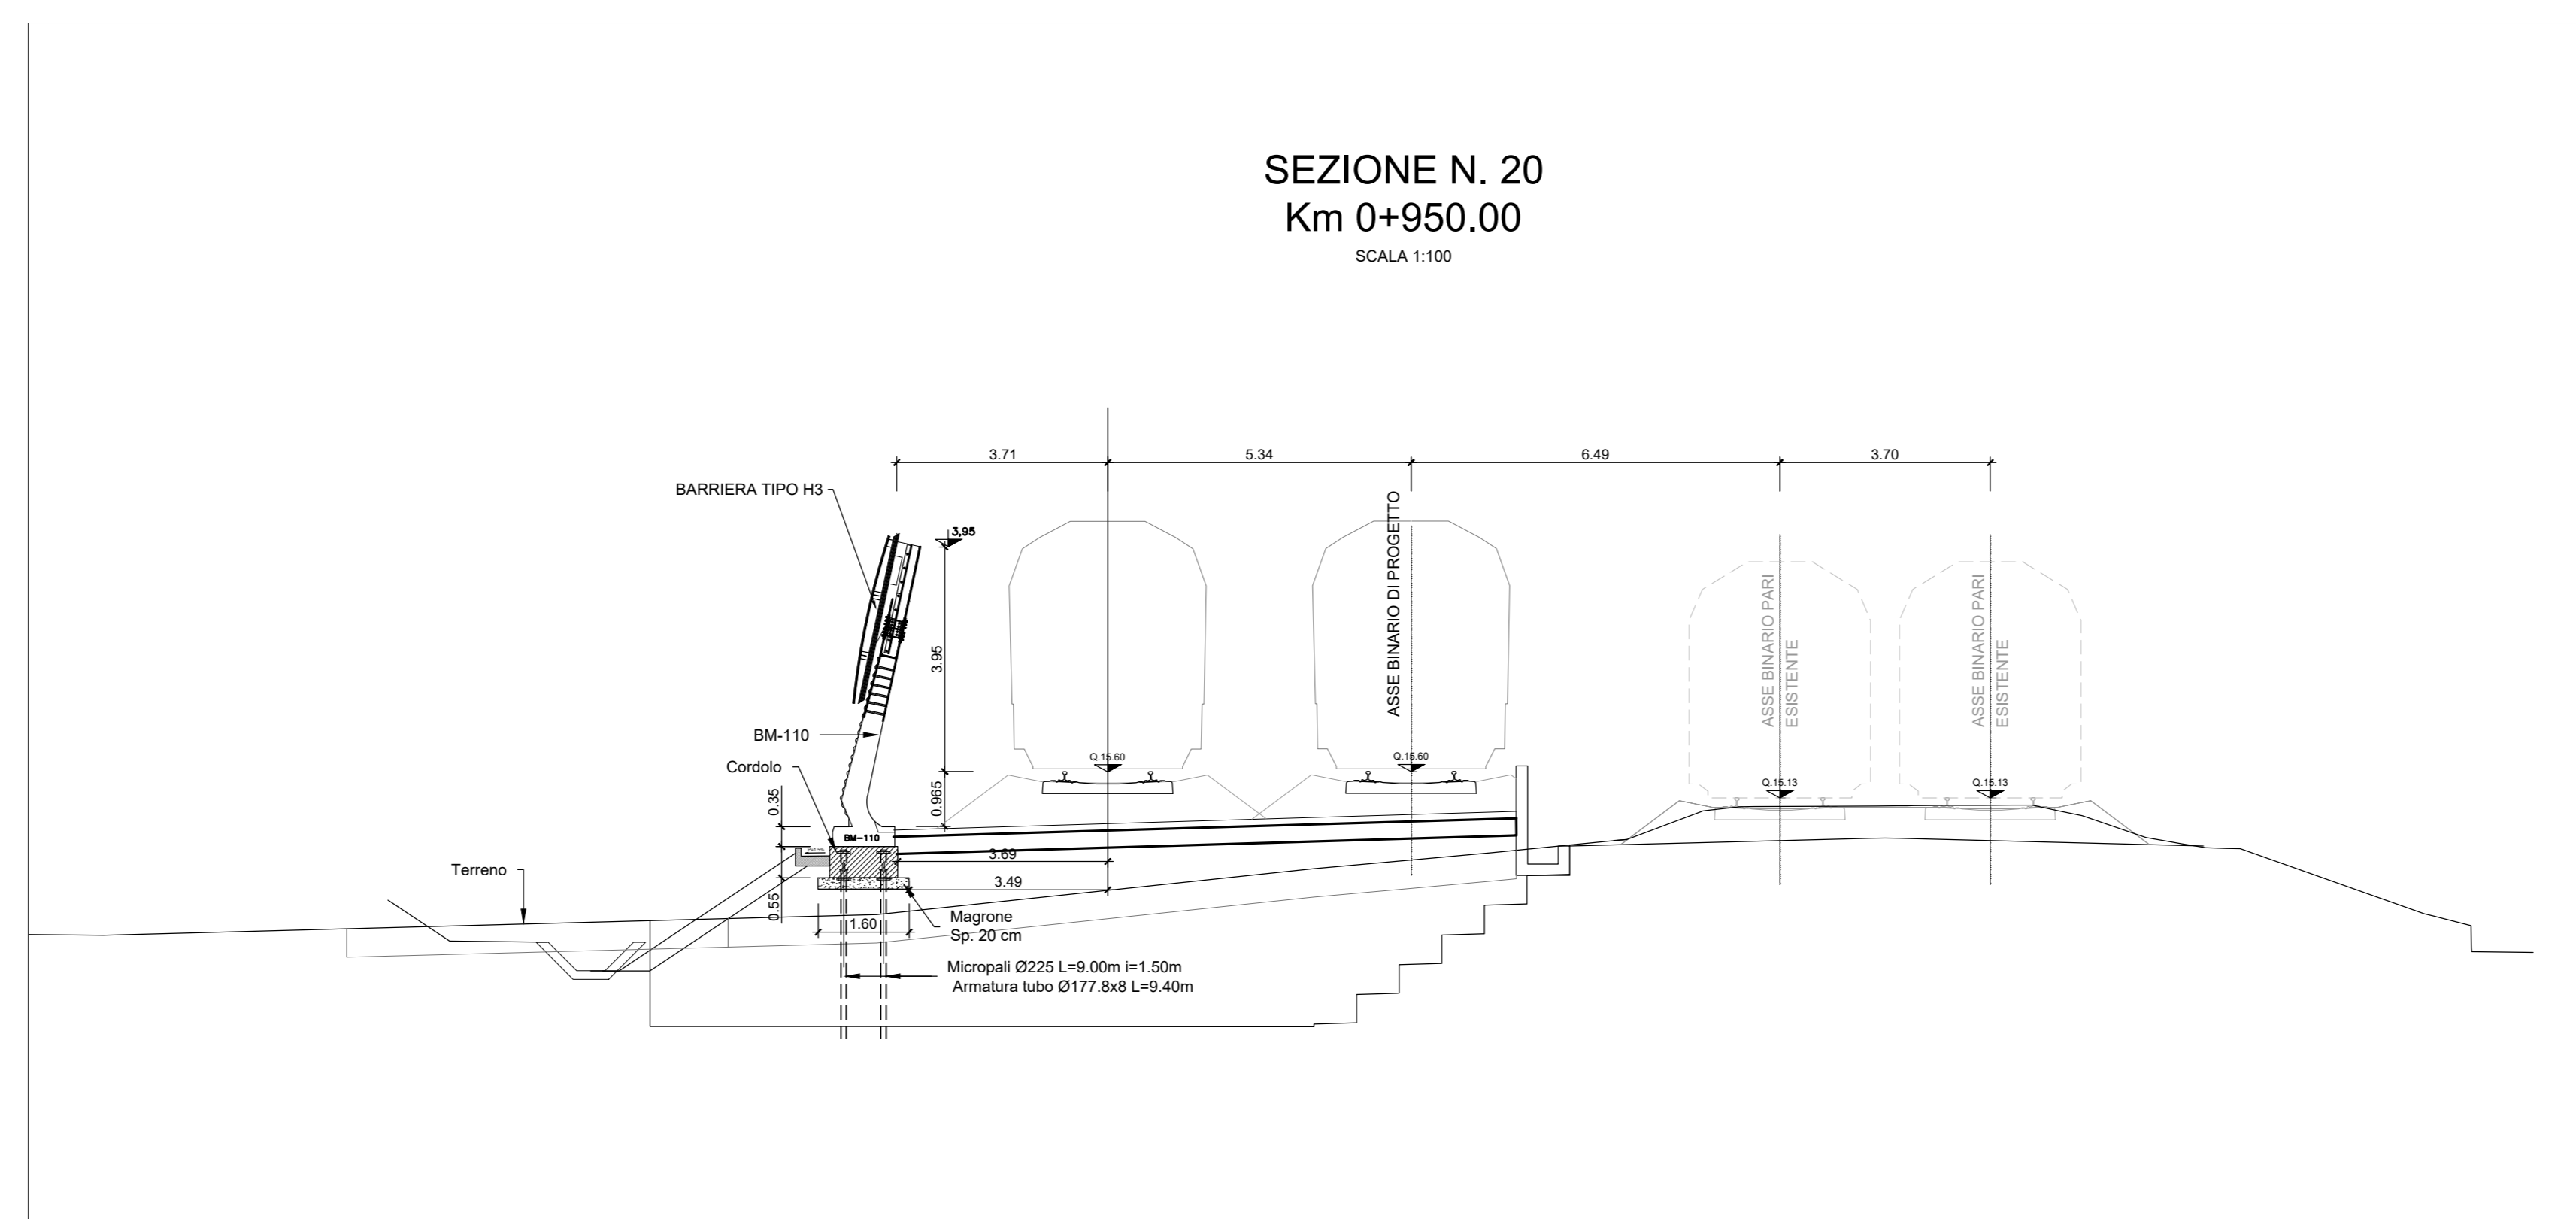 SEZIONE N. 20
Km 0+950.00
SCALA 1:100
3.71
5.34
6.49
3.70
BARRIERA TIPO H3
3.95
3.95
ASSE BINARIO DI PROGETTO
ASSE BINARIO PARI
ESISTENTE
ASSE BINARIO PARI
ESISTENTE
BM-110
Cordolo
Q.15.60
Q.15.60
Q.15.13
Q.15.13
0.35
0.965
BM-110
3.69
3.49
Terreno
0.55
1.60
Magrone
Sp. 20 cm
Micropali Ø225 L=9.00m i=1.50m
Armatura tubo Ø177.8x8 L=9.40m